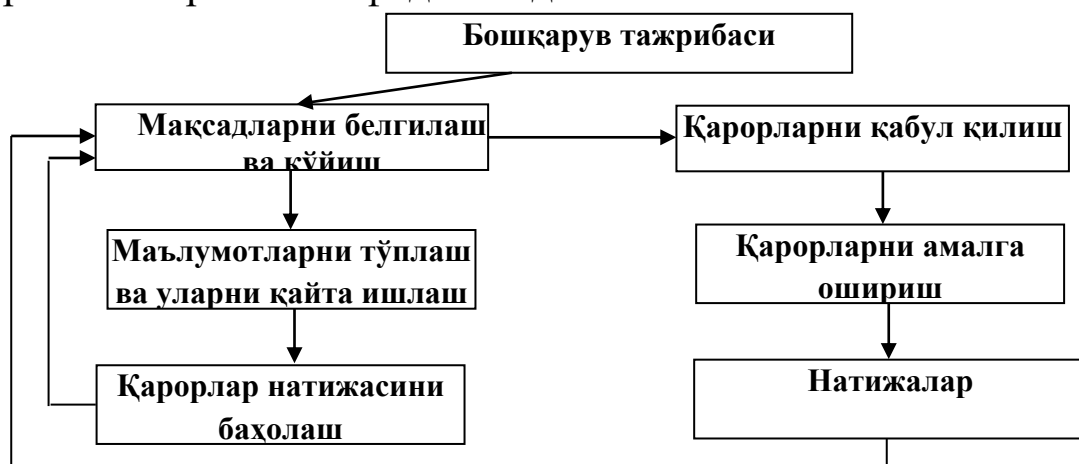 Бошқарув тажрибаси
Мақсадларни белгилаш
ва қўйиш
Қарорларни қабул қилиш
Маълумотларни тўплаш
ва уларни қайта ишлаш
Қарорларни амалга
ошириш
Қарорлар натижасини
баҳолаш
Натижалар